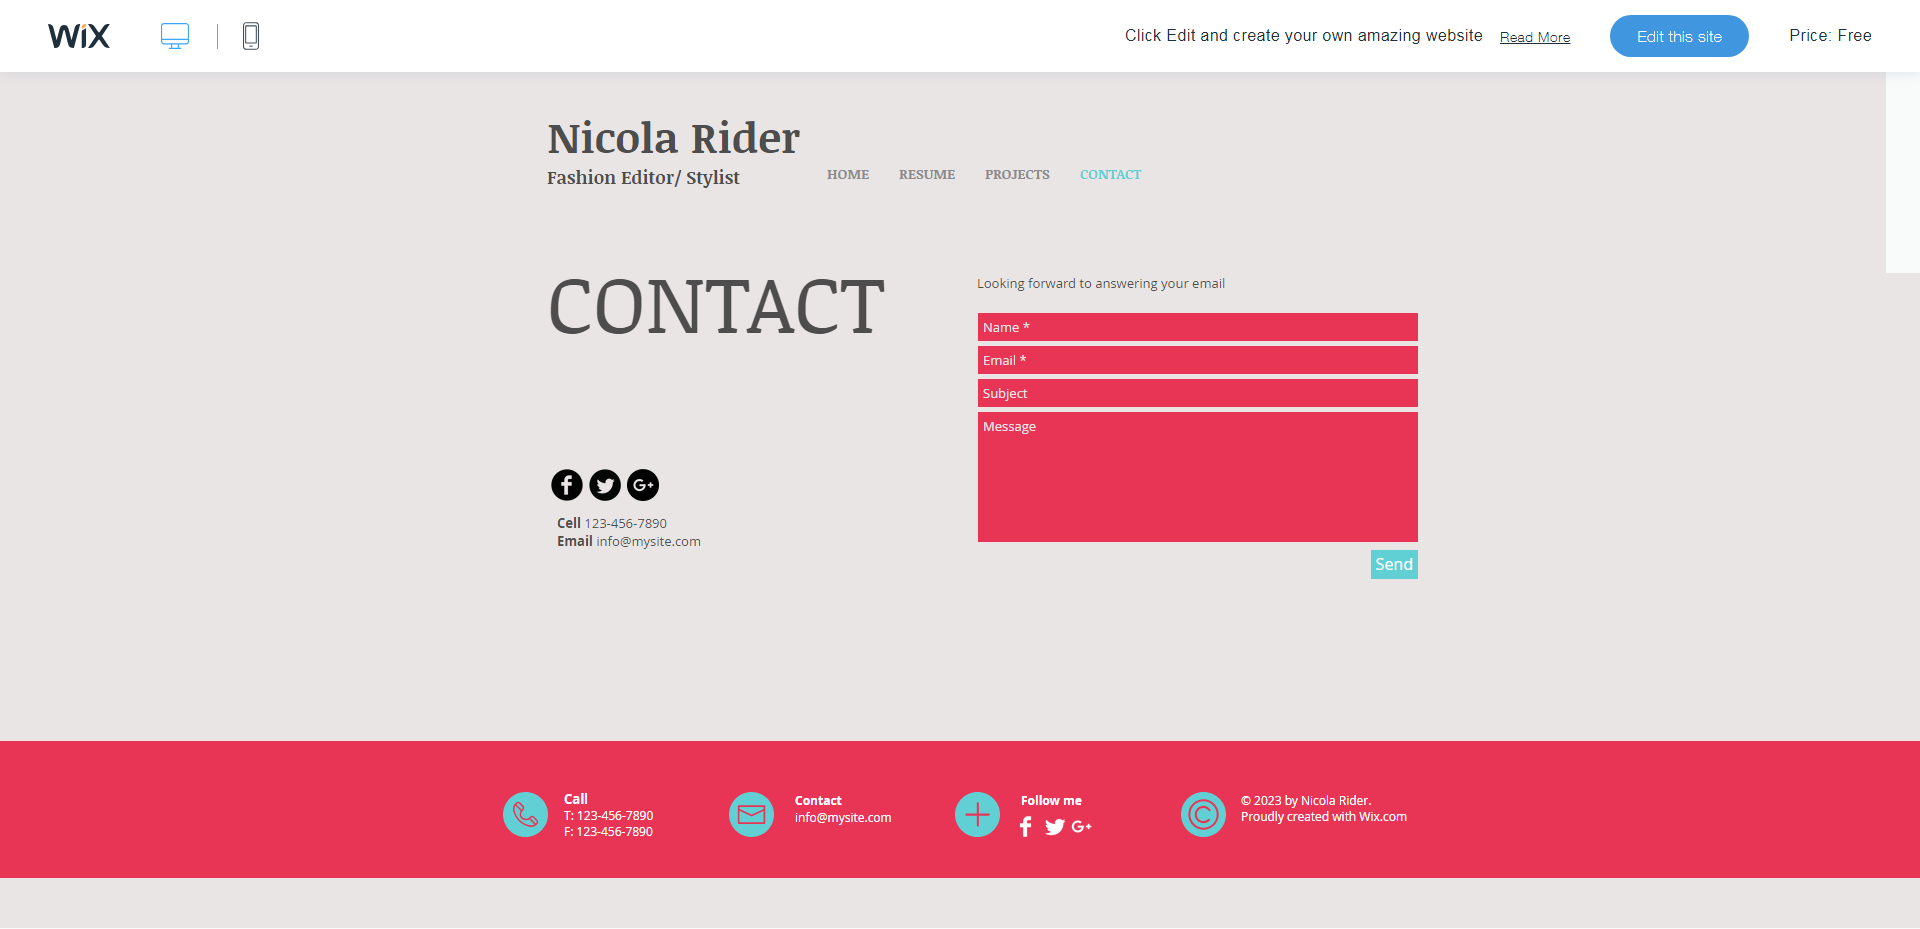 WiX
Click Edit and create your own amazing website Read More Edit this site Price: Free
Nicola Rider
Fashion Editor/ Stylist
HOME RESUME PROJECTS CONTACT
CONTACT
Looking forward to answering your email
Name *
Email *
Subject
Message
Send
G+
Cell 123-456-7890
Email info@mysite.com
Call
T: 123-456-7890
F: 123-456-7890
Contact
info@mysite.com
Follow me
G+
© 2023 by Nicola Rider.
Proudly created with Wix.com